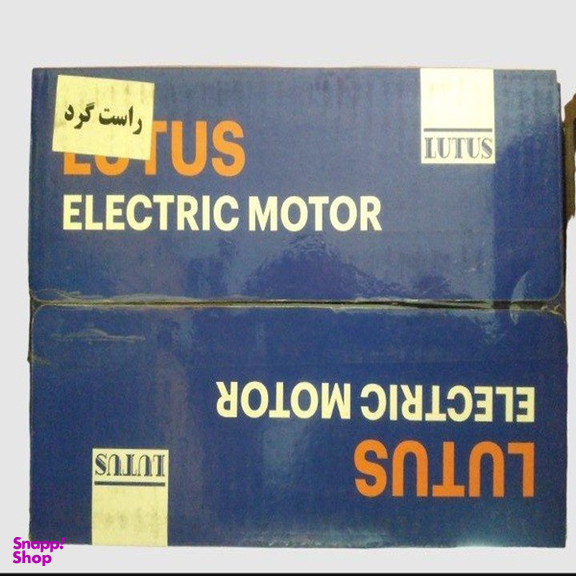 راست گرد
LUTUS
LUTUS
ELECTRIC MOTOR
ELECTRIC MOTOR
LUTUS
LUTUS
Snapp!
Shop